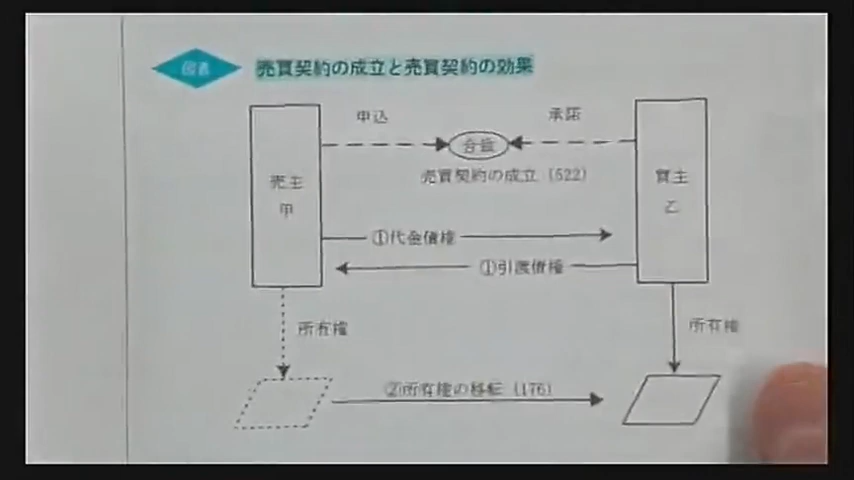 図表 売買契約の成立と売買契約の効果
申込
承諾
合致
売買契約の成立(522)
売主
甲
買主
乙
①代金債権
①引渡債権
所有権
所有権
②所有権の移転(176)